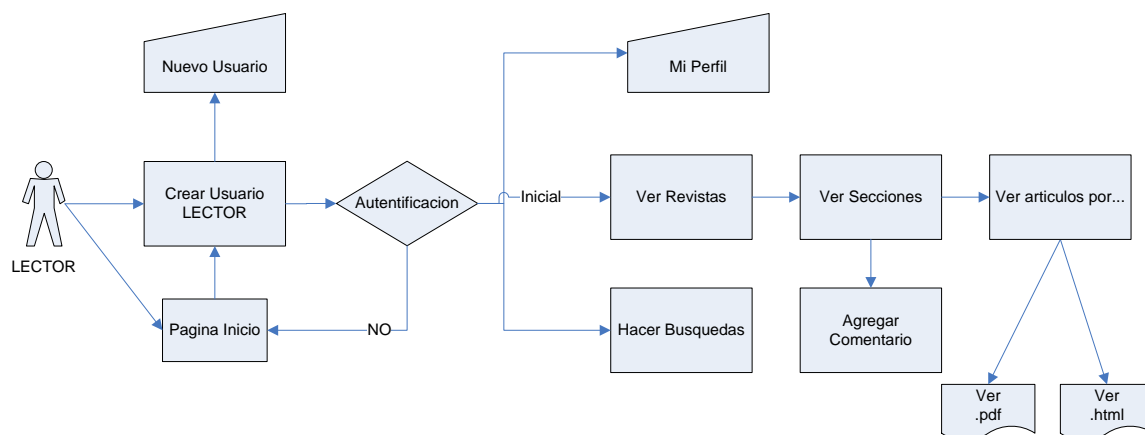 Nuevo Usuario
Mi Perfil
LECTOR
Crear Usuario
LECTOR
Autentificacion
Inicial
Ver Revistas
Ver Secciones
Ver articulos por...
Pagina Inicio
NO
Hacer Busquedas
Agregar
Comentario
Ver
.pdf
Ver
.html